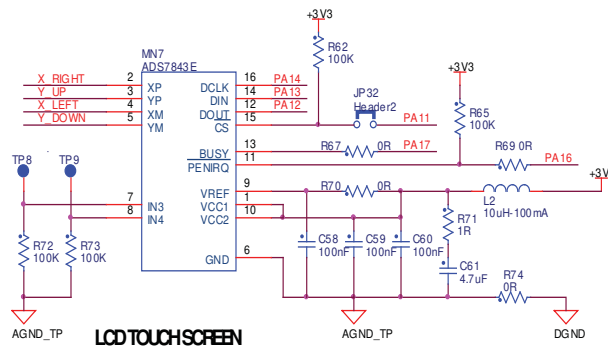 +3V3
MN7
ADS7843E
R62
100K
+3V3
X_RIGHT 2 XP DCLK 16 PA14
Y_UP 3 YP DIN 14 PA13
X_LEFT 4 XM DOUT 12 PA12
Y_DOWN 5 YM CS 15
JP32
Header2
PA11
R65
100K
TP8 TP9
BUSY 13 R67 0R PA17
PENIRQ 11 R69 0R PA16
+3V
7 IN3 VREF 9 R70 0R
8 IN4 VCC1 1
VCC2 10
L2
10uH-100mA
R71
1R
R72
100K
R73
100K
C58
100nF
C59
100nF
C60
100nF
GND 6
C61
4.7uF
R74
0R
AGND_TP LCD TOUCH SCREEN AGND_TP DGND